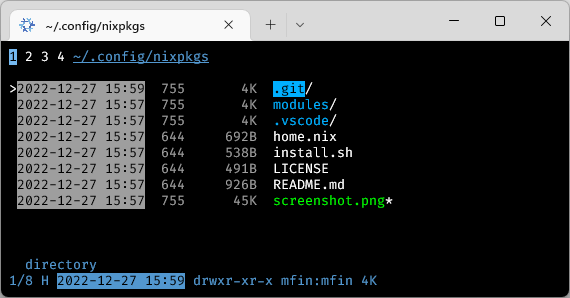 ~/.config/nixpkgs
1 2 3 4 ~/.config/nixpkgs
>2022-12-27 15:59  755       4K  .git/
2022-12-27 15:57  755       4K  modules/
2022-12-27 15:57  755       4K  .vscode/
2022-12-27 15:57  644     692B  home.nix
2022-12-27 15:57  644     538B  install.sh
2022-12-27 15:57  644     491B  LICENSE
2022-12-27 15:57  644     926B  README.md
2022-12-27 15:57  755      45K  screenshot.png*
directory
1/8 H 2022-12-27 15:59 drwxr-xr-x mfin:mfin 4K